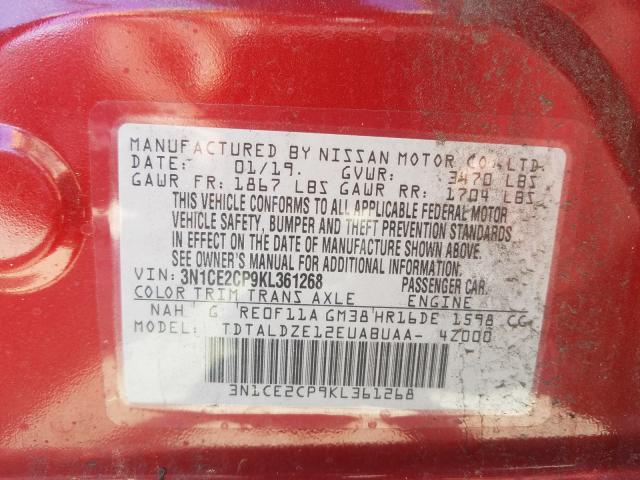 MANUFACTURED BY NISSAN MOTOR CO., LTD.
DATE: 01/19. GVWR: 3470 LBS
GAWR FR: 1867 LBS GAWR RR: 1704 LBS
THIS VEHICLE CONFORMS TO ALL APPLICABLE FEDERAL MOTOR
VEHICLE SAFETY, BUMPER AND THEFT PREVENTION STANDARDS
IN EFFECT ON THE DATE OF MANUFACTURE SHOWN ABOVE.
SEE OWNER'S MANUAL FOR ADDITIONAL INFORMATION.
VIN: 3N1CE2CP9KL361268 PASSENGER CAR
COLOR TRIM TRANS AXLE ENGINE
NAH G RE0F11A GM38 HR16DE 1598 CC
MODEL: TDTALDZE12EUABUAA- 4Z000
3N1CE2CP9KL361268